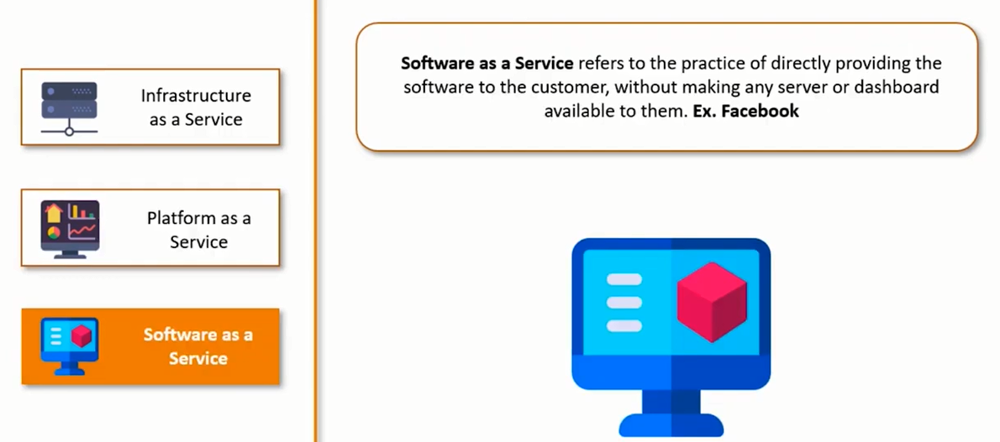 Infrastructure
as a Service
Platform as a
Service
Software as a
Service
Software as a Service refers to the practice of directly providing the
software to the customer, without making any server or dashboard
available to them. Ex. Facebook